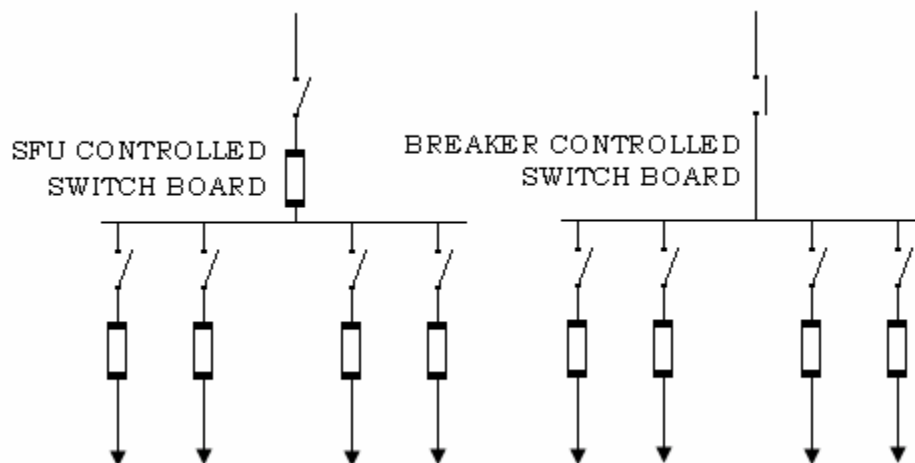 SFU CONTROLLED
SWITCH BOARD
BREAKER CONTROLLED
SWITCH BOARD